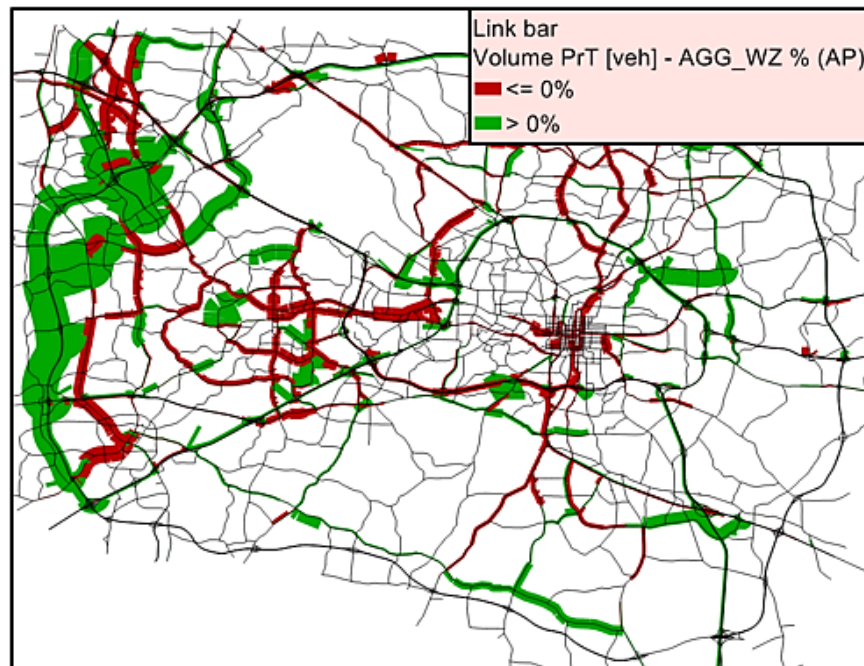 Link bar
Volume PrT [veh] - AGG_WZ % (AP)
<= 0%
> 0%